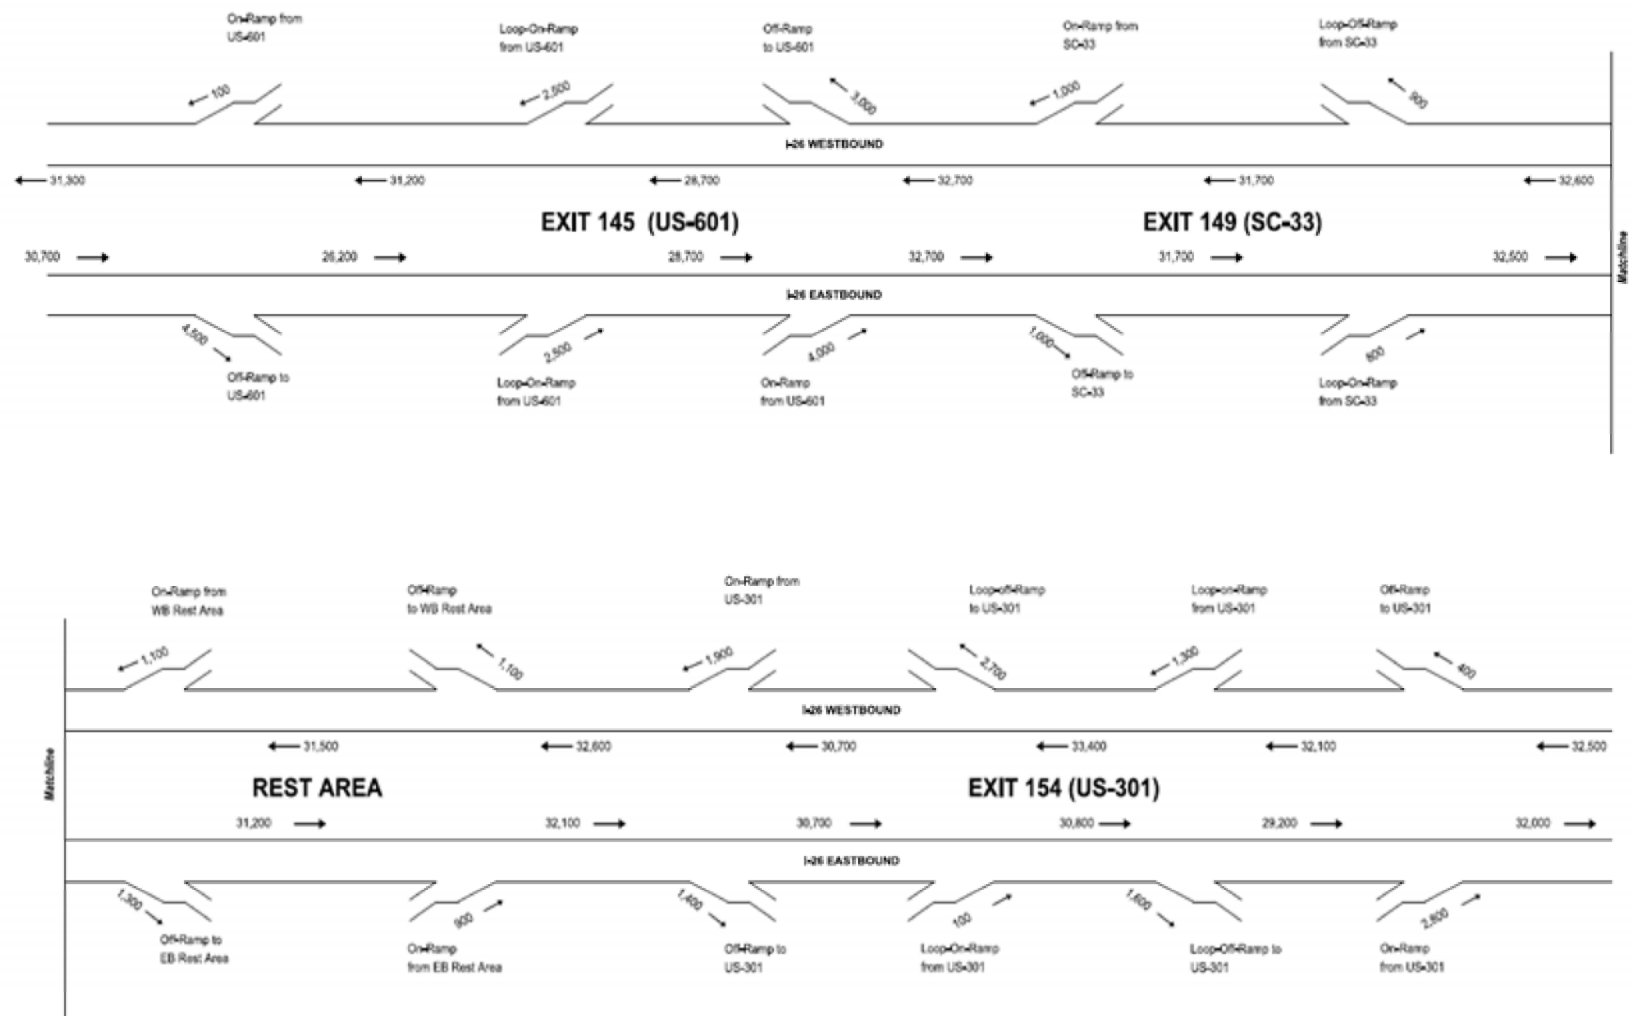 On-Ramp from
US-601
Loop-On-Ramp
from US-601
Off-Ramp
to US-601
On-Ramp from
SC-33
Loop-Off-Ramp
from SC-33
100
2,500
3,000
1,000
900
I-26 WESTBOUND
31,300
31,200
28,700
32,700
31,700
32,600
EXIT 145 (US-601)
EXIT 149 (SC-33)
Matchline
30,700
26,200
28,700
32,700
31,700
32,500
I-26 EASTBOUND
4,500
2,500
4,000
1,000
800
Off-Ramp to
US-601
Loop-On-Ramp
from US-601
On-Ramp
from US-601
Off-Ramp to
SC-33
Loop-On-Ramp
from SC-33
On-Ramp from
WB Rest Area
Off-Ramp
to WB Rest Area
On-Ramp from
US-301
Loop-off-Ramp
to US-301
Loop-on-Ramp
from US-301
Off-Ramp
to US-301
1,100
1,100
1,900
2,700
1,300
400
I-26 WESTBOUND
31,500
32,600
30,700
33,400
32,100
32,500
Matchline
REST AREA
EXIT 154 (US-301)
31,200
32,100
30,700
30,800
29,200
32,000
I-26 EASTBOUND
1,300
900
1,400
100
1,600
2,800
Off-Ramp to
EB Rest Area
On-Ramp
from EB Rest Area
Off-Ramp to
US-301
Loop-On-Ramp
from US-301
Loop-Off-Ramp to
US-301
On-Ramp
from US-301